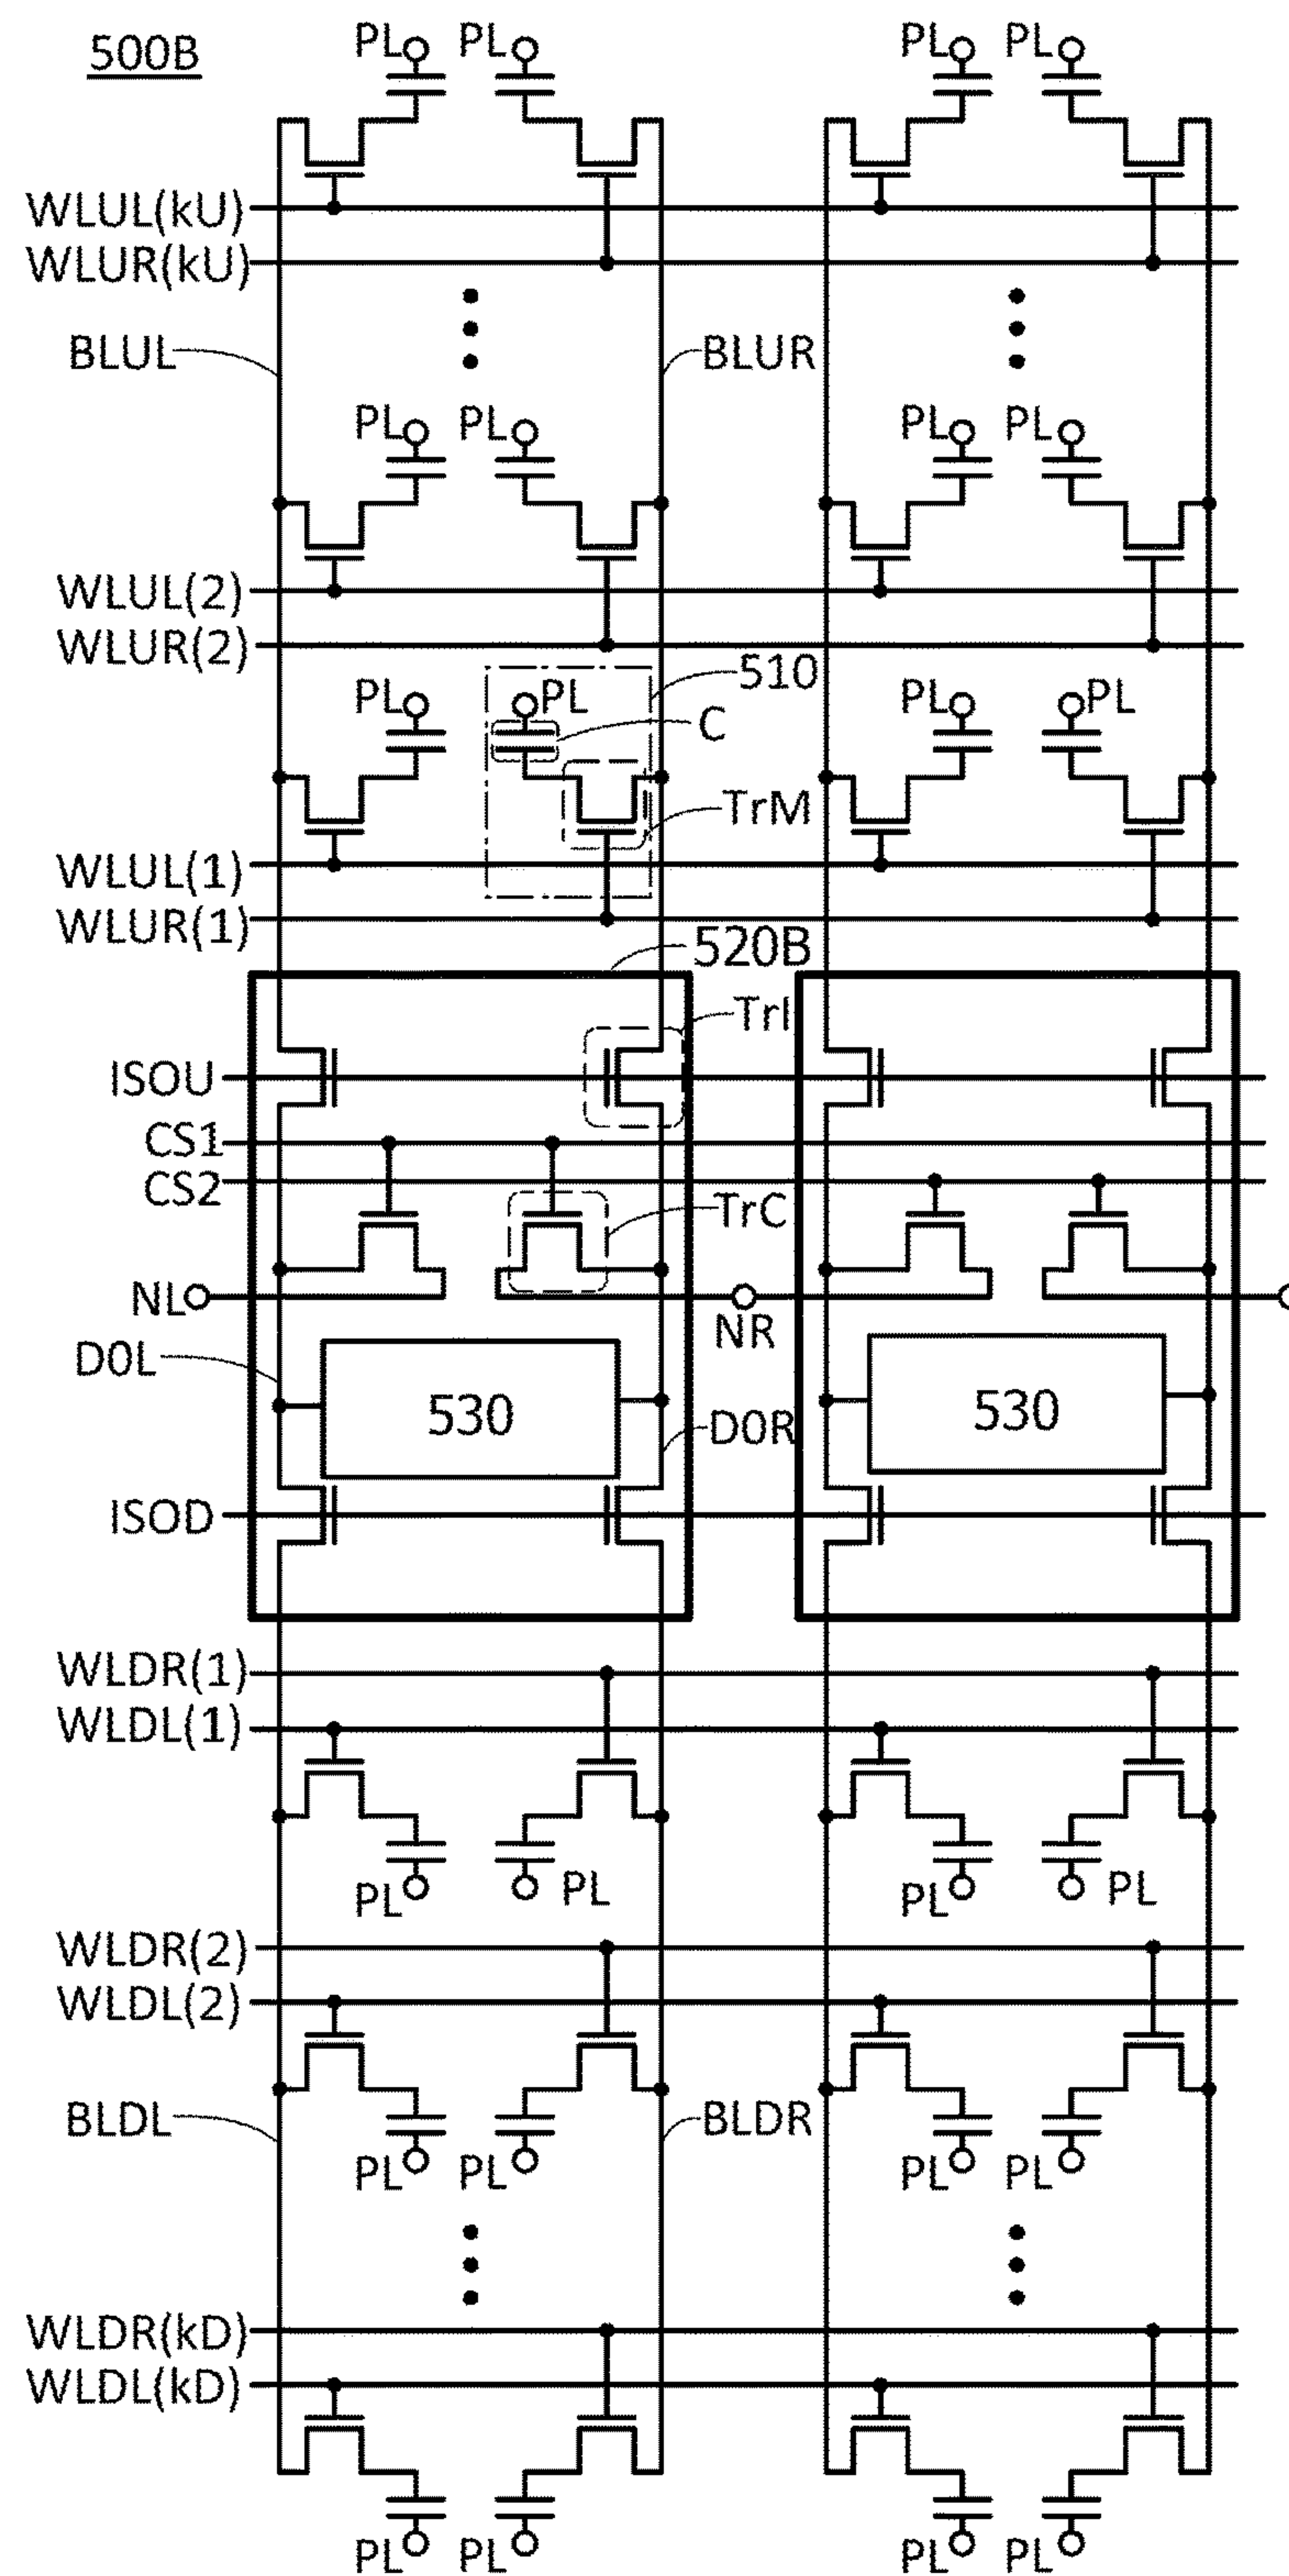 500B
PL PL PL PL
WLUL(kU)
WLUR(kU)
BLUL BLUR
PL PL PL PL
WLUL(2)
WLUR(2)
510
PL PL PL PL
C
TrM
WLUL(1)
WLUR(1)
520B
TrI
ISOU
CS1
CS2
TrC
NL
NR
D0L
530 530
D0R
ISOD
WLDR(1)
WLDL(1)
PL PL PL PL
WLDR(2)
WLDL(2)
BLDL BLDR
PL PL PL PL
WLDR(kD)
WLDL(kD)
PL PL PL PL